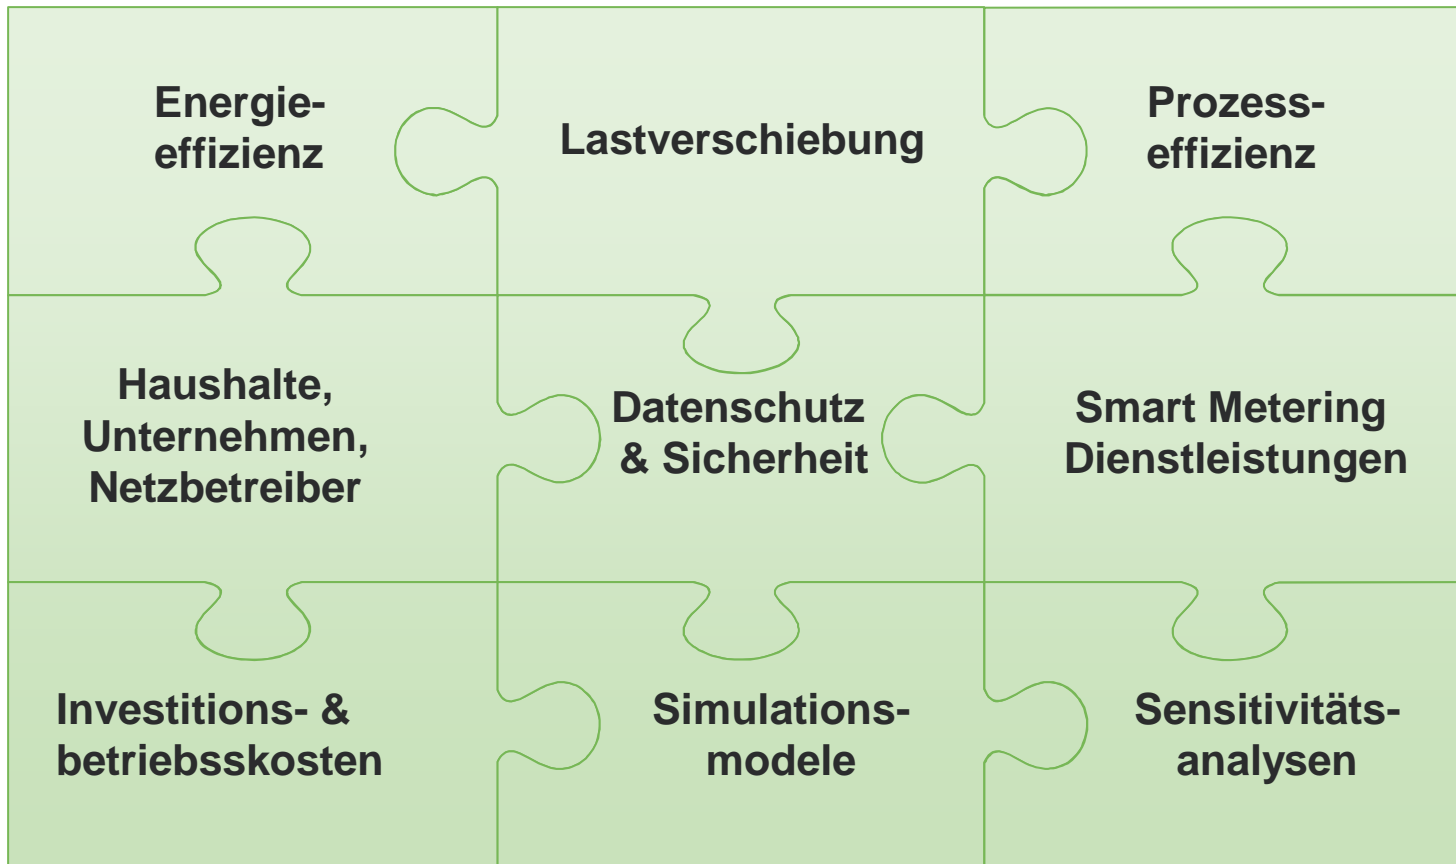 Energie-
effizienz
Lastverschiebung
Prozess-
effizienz
Haushalte,
Unternehmen,
Netzbetreiber
Datenschutz
& Sicherheit
Smart Metering
Dienstleistungen
Investitions- &
betriebsskosten
Simulations-
modele
Sensitivitäts-
analysen